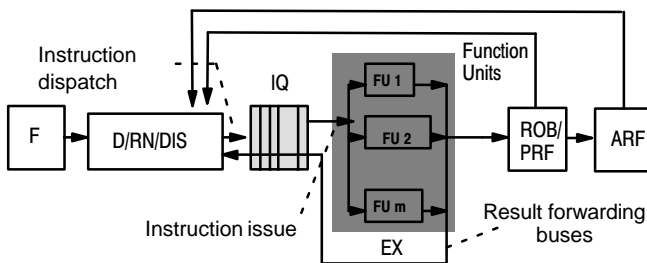 Instruction
dispatch
IQ
FU 1
Function
Units
F
D/RN/DIS
FU 2
ROB/
PRF
ARF
FU m
Instruction issue
EX
Result forwarding
buses